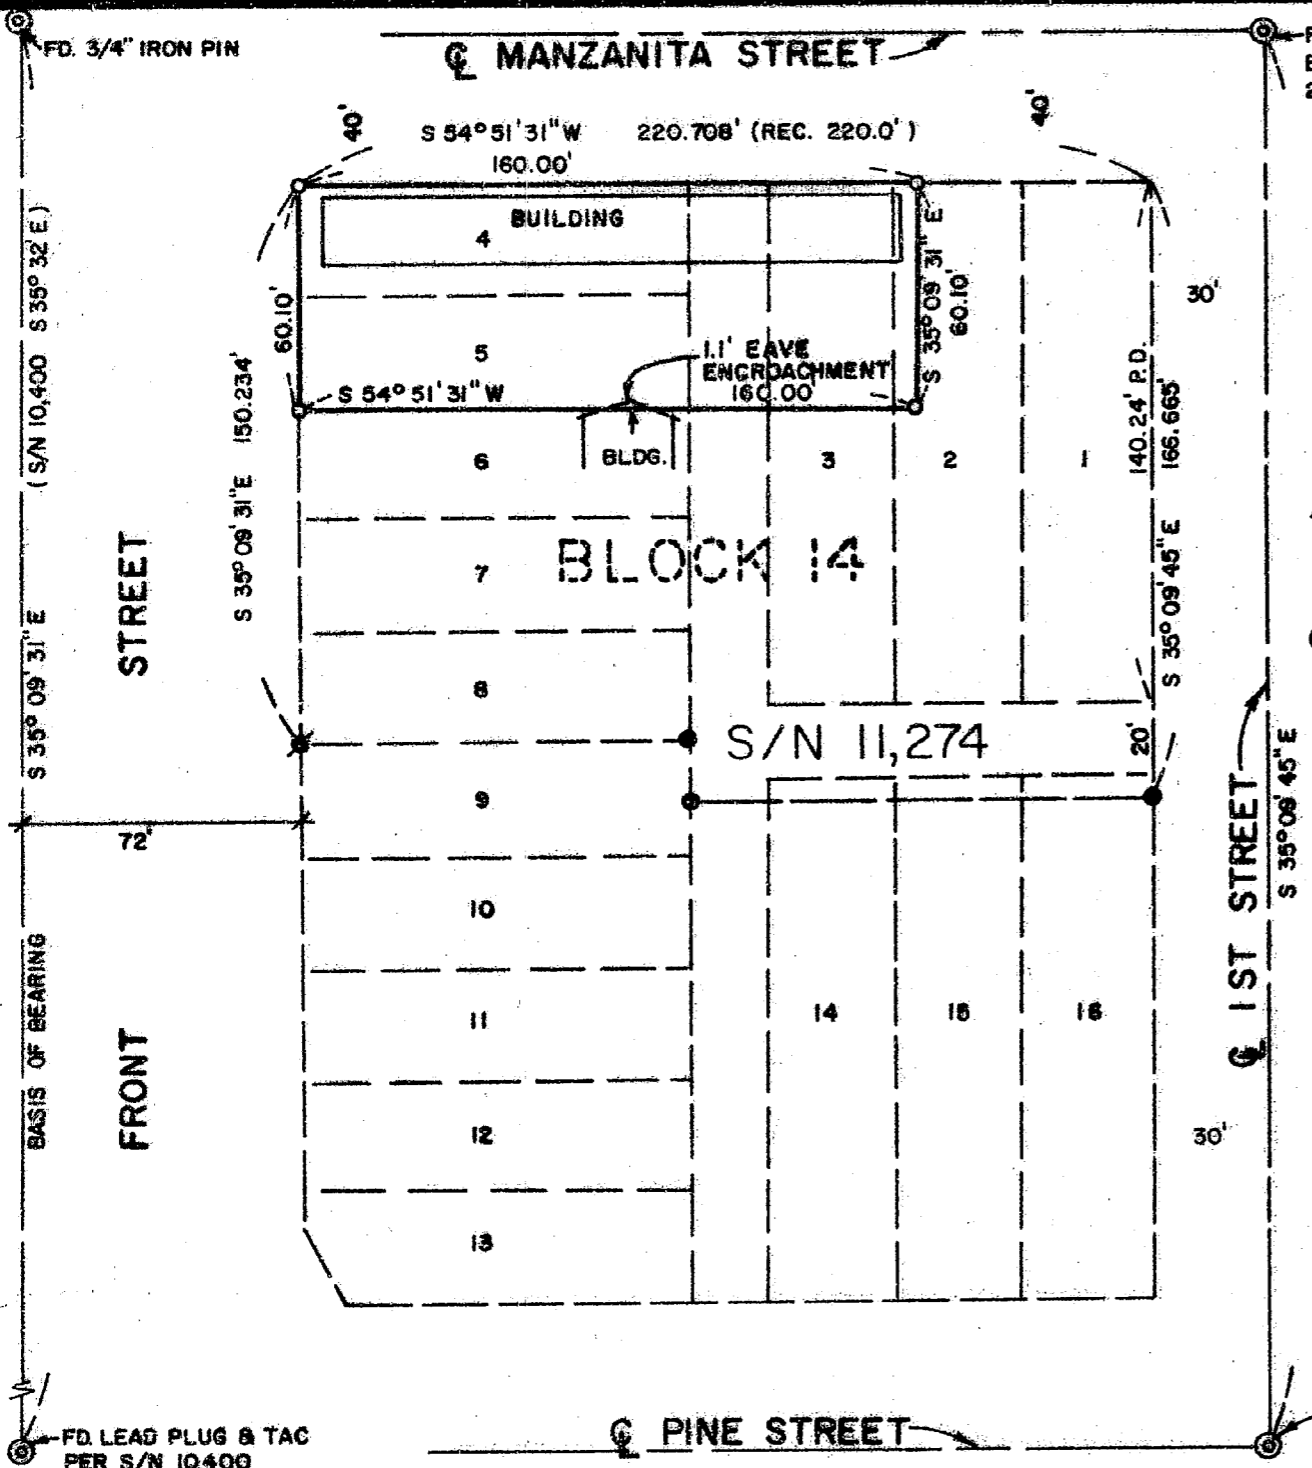 FD. 3/4" IRON PIN
℄ MANZANITA STREET
40'
S 54° 51' 31" W 220.708' (REC. 220.0')
40'
160.00'
BUILDING
4
60.10'
S 35° 09' 31" E
60.10'
30'
(S/N 10,400 S 35° 32' E)
S 35° 09' 31" E
BASIS OF BEARING
S 35° 09' 31" E 150.234'
5
1.1' EAVE
ENCROACHMENT
S 54° 51' 31" W
160.00'
BLDG.
6
3
2
1
140.24' P.D.
S 35° 09' 45" E 166.665'
7
BLOCK 14
8
S/N 11,274
20'
9
72'
FRONT STREET
℄ 1ST STREET
S 35° 09' 45" E
10
11
14
15
16
12
30'
13
FD. LEAD PLUG & TAC
PER S/N 10400
℄ PINE STREET